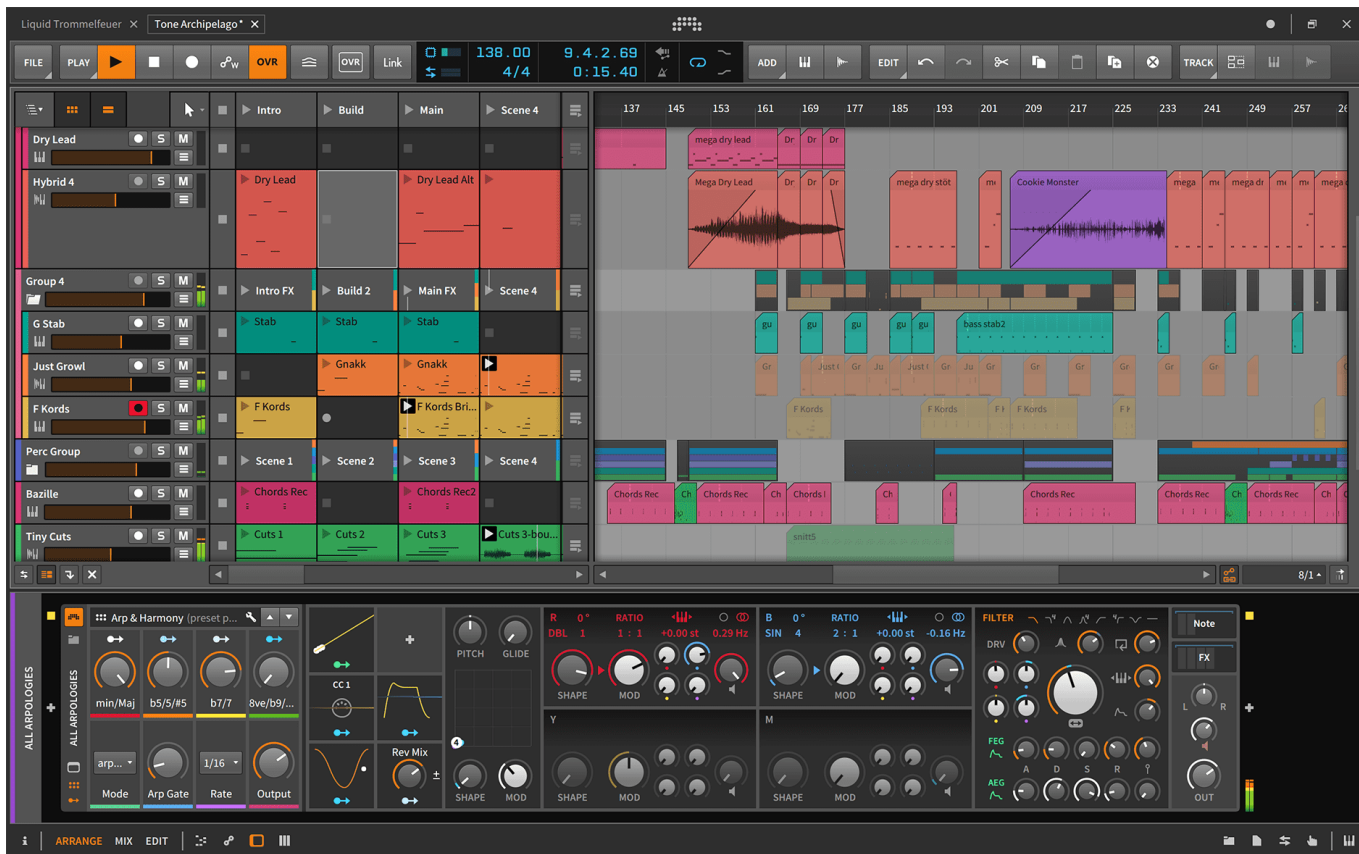 Liquid Trommelfeuer
Tone Archipelago*
FILE PLAY OVR OVR Link 138.00 9.4.2.69 ADD EDIT TRACK
4/4 0:15.40
Intro Build Main Scene 4 137 145 153 161 169 177 185 193 201 209 217 225 233 241 249 257
Dry Lead S M mega dry lead Dr Dr Dr
Hybrid 4 S M Dry Lead Dry Lead Alt Mega Dry Lead Dr Dr Dr mega dry stöt Cookie Monster mega
Group 4 S M Intro FX Build 2 Main FX Scene 4
G Stab S M Stab Stab Stab gu gu gu gu gu bass stab2
Just Growl S M Gnakk Gnakk Gr Ju Gr Gr Gr Gr Gr Gr
F Kords S M F Kords F Kords Bri... F Kords F Kords F Kords
Perc Group S M Scene 1 Scene 2 Scene 3 Scene 4
Bazille S M Chords Rec Chords Rec2 Chords Rec Ch Chords Rec Ch Chords Ch Chords Rec Chords Rec Ch Chords Rec Ch
Tiny Cuts S M Cuts 1 Cuts 2 Cuts 3 Cuts 3-bou... snitt5
8/1
ALL ARPOLOGIES
ALL ARPOLOGIES
Arp & Harmony (preset p...
min/Maj b5/5/#5 b7/7 8ve/b9/...
arp... 1/16
Mode Arp Gate Rate Output
CC 1
Rev Mix
PITCH GLIDE
4
SHAPE MOD
R 0° RATIO
DBL 1 1 : 1 +0.00 st 0.29 Hz
SHAPE MOD
B 0° RATIO
SIN 4 2 : 1 +0.00 st -0.16 Hz
SHAPE MOD
Y
SHAPE MOD
M
SHAPE MOD
FILTER
DRV
FEG
A D S R
AEG
Note
FX
L R
OUT
i ARRANGE MIX EDIT